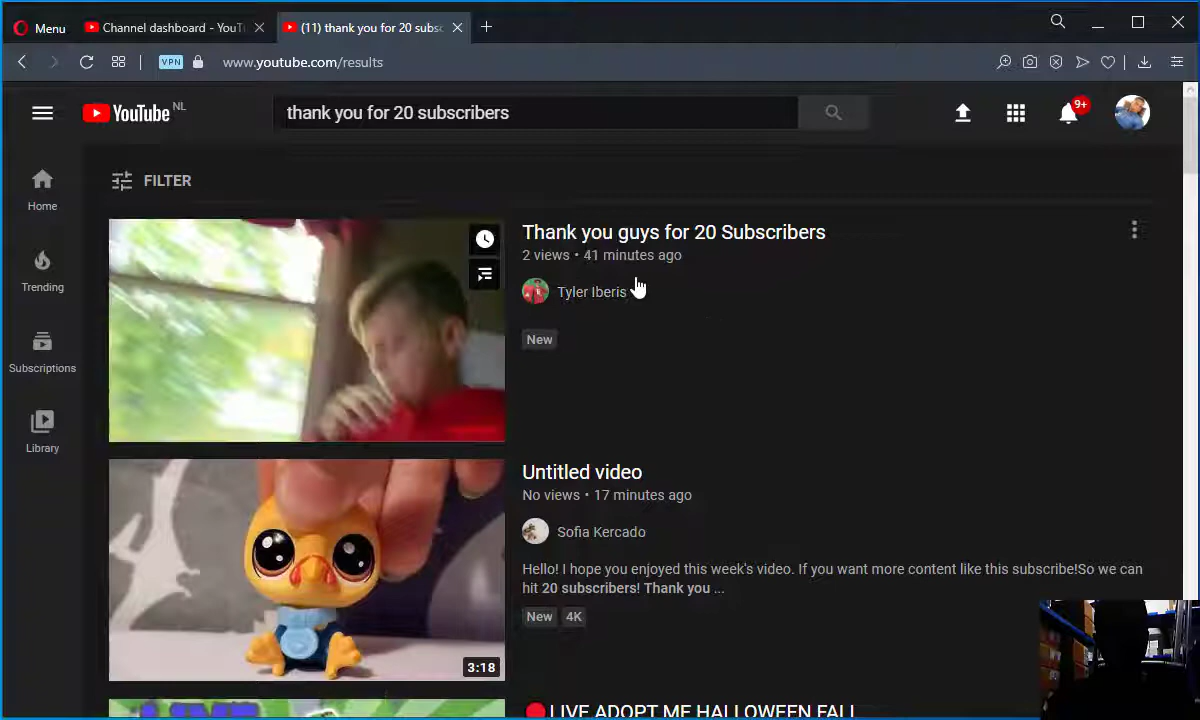 Menu
Channel dashboard - YouT
(11) thank you for 20 subsc
VPN
www.youtube.com/results
YouTube NL
thank you for 20 subscribers
9+
Home
Trending
Subscriptions
Library
FILTER
Thank you guys for 20 Subscribers
2 views • 41 minutes ago
Tyler Iberis
New
Untitled video
No views • 17 minutes ago
Sofia Kercado
Hello! I hope you enjoyed this week's video. If you want more content like this subscribe!So we can
hit 20 subscribers! Thank you ...
New 4K
3:18
LIVE ADOPT ME HALLOWEEN FALL